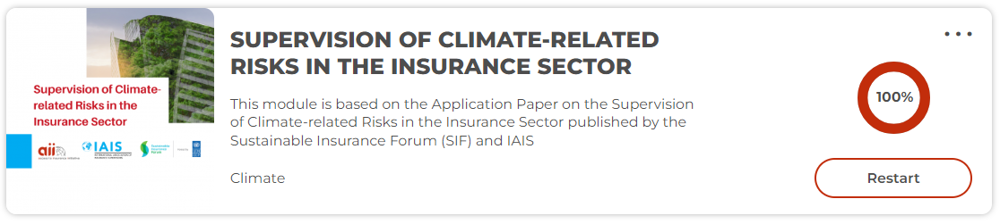 Supervision of Climate-
related Risks in the
Insurance Sector
aii
IAIS
SUPERVISION OF CLIMATE-RELATED
RISKS IN THE INSURANCE SECTOR
This module is based on the Application Paper on the Supervision
of Climate-related Risks in the Insurance Sector published by the
Sustainable Insurance Forum (SIF) and IAIS
Climate
100%
Restart